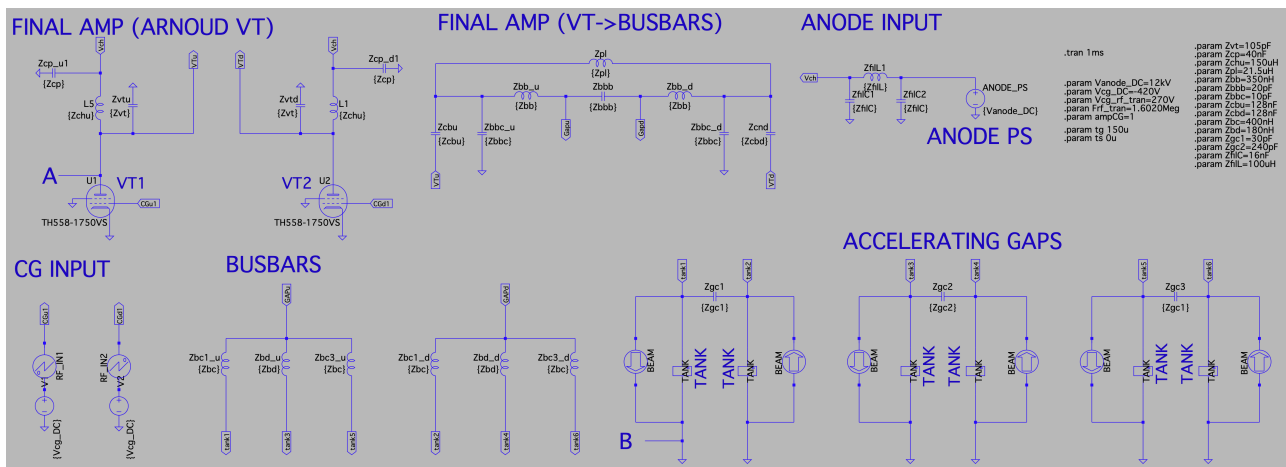 FINAL AMP (ARNOUD VT)
Vch
Zcp_u1
{Zcp}
L5
{Zchu}
Zvtu
{Zvt}
VTu
A
U1
VT1
CGu1
TH558-1750VS
VTd
Vch
Zcp_d1
{Zcp}
Zvtd
{Zvt}
L1
{Zchu}
VT2
U2
CGd1
TH558-1750VS
FINAL AMP (VT->BUSBARS)
Zpl
{Zpl}
Zbb_u
{Zbb}
Zbbb
{Zbbb}
Zbb_d
{Zbb}
Zcbu
{Zcbu}
Zbbc_u
{Zbbc}
Gapu
Gapd
Zbbc_d
{Zbbc}
Zcnd
{Zcbd}
VTu
VTd
ANODE INPUT
Vch
ZfilL1
{ZfilL}
ZfilC1
{ZfilC}
ZfilC2
{ZfilC}
ANODE_PS
{Vanode_DC}
ANODE PS
.tran 1ms
.param Vanode_DC=12kV
.param Vcg_DC=-420V
.param Vcg_rf_tran=270V
.param Frf_tran=1.6020Meg
.param ampCG=1
.param tg 150u
.param ts 0u
.param Zvt=105pF
.param Zcp=40nF
.param Zchu=150uH
.param Zpl=21.5uH
.param Zbb=350nH
.param Zbbb=20pF
.param Zbbc=10pF
.param Zcbu=128nF
.param Zcbd=128nF
.param Zbc=400nH
.param Zbd=180nH
.param Zgc1=30pF
.param Zgc2=240pF
.param ZfilC=16nF
.param ZfilL=100uH
CG INPUT
CGu1
RF_IN1
V1
{Vcg_DC}
CGd1
RF_IN2
V2
{Vcg_DC}
BUSBARS
GAPu
Zbc1_u
{Zbc}
Zbd_u
{Zbd}
Zbc3_u
{Zbc}
tank1
tank3
tank5
GAPd
Zbc1_d
{Zbc}
Zbd_d
{Zbd}
Zbc3_d
{Zbc}
tank2
tank4
tank6
ACCELERATING GAPS
tank1
tank2
Zgc1
{Zgc1}
BEAM
TANK
TANK
TANK
TANK
BEAM
B
tank3
tank4
Zgc2
{Zgc2}
BEAM
TANK
TANK
TANK
TANK
BEAM
tank5
tank6
Zgc3
{Zgc1}
BEAM
TANK
TANK
TANK
TANK
BEAM